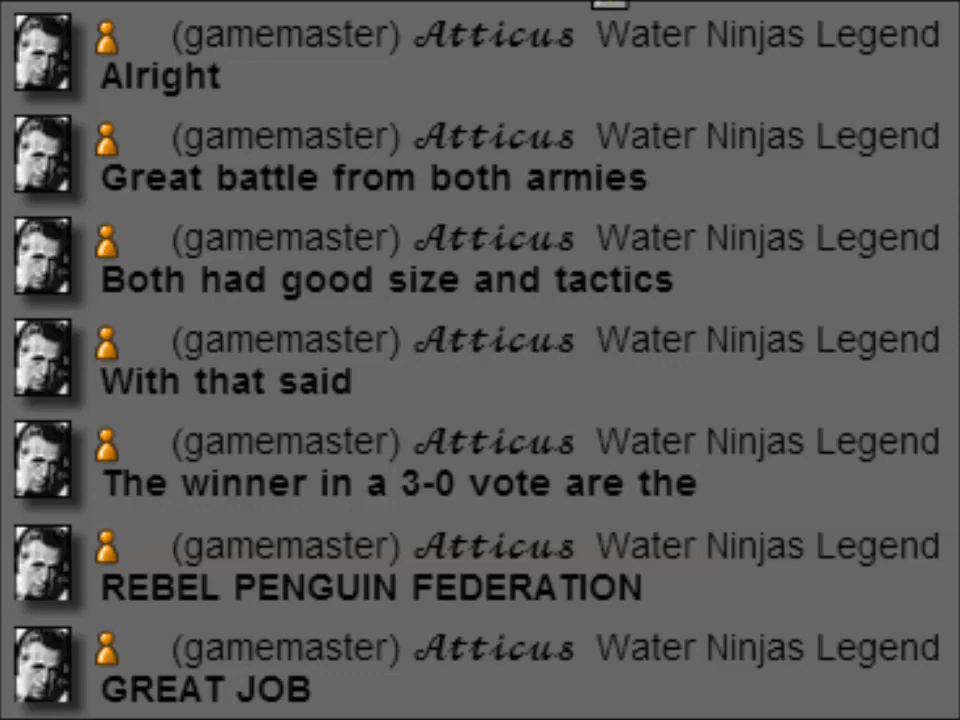 (gamemaster) Atticus Water Ninjas Legend
Alright
(gamemaster) Atticus Water Ninjas Legend
Great battle from both armies
(gamemaster) Atticus Water Ninjas Legend
Both had good size and tactics
(gamemaster) Atticus Water Ninjas Legend
With that said
(gamemaster) Atticus Water Ninjas Legend
The winner in a 3-0 vote are the
(gamemaster) Atticus Water Ninjas Legend
REBEL PENGUIN FEDERATION
(gamemaster) Atticus Water Ninjas Legend
GREAT JOB